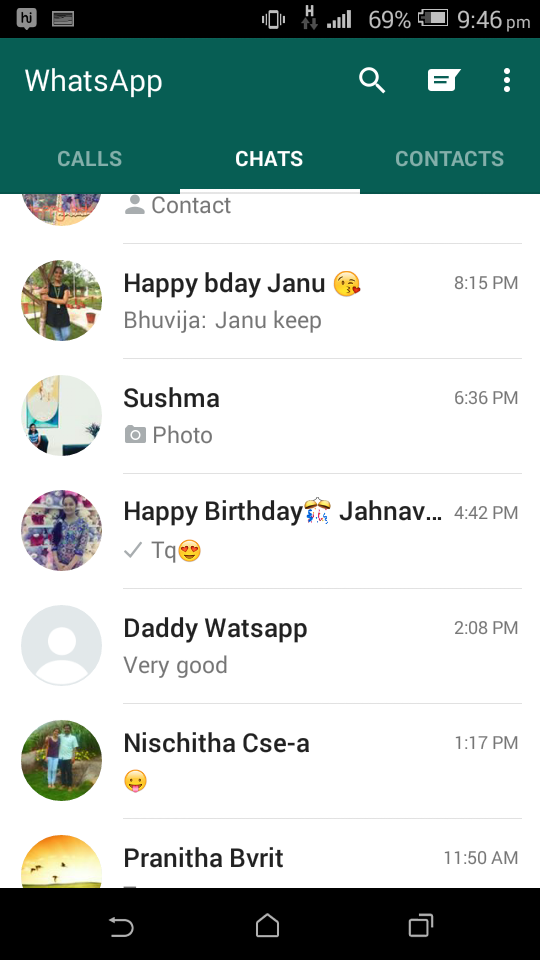 hj
H
69%
9:46 pm
WhatsApp
CALLS
CHATS
CONTACTS
Contact
Happy bday Janu 😘
8:15 PM
Bhuvija: Janu keep
Sushma
6:36 PM
Photo
Happy Birthday🎊 Jahnav...
4:42 PM
Tq😍
Daddy Watsapp
2:08 PM
Very good
Nischitha Cse-a
1:17 PM
😛
Pranitha Bvrit
11:50 AM